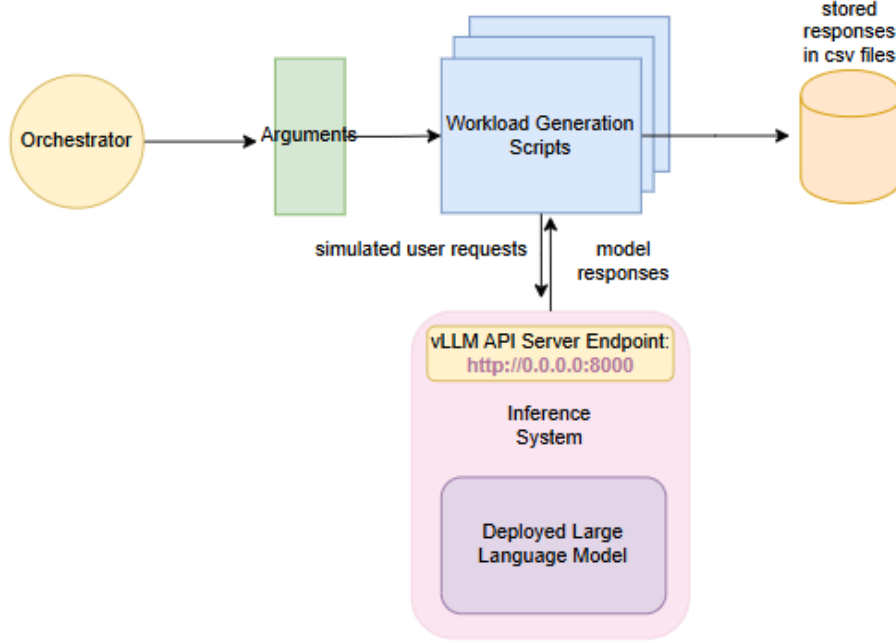 stored
responses
in csv files
Orchestrator
Arguments
Workload Generation
Scripts
simulated user requests
model
responses
vLLM API Server Endpoint:
http://0.0.0.0:8000
Inference
System
Deployed Large
Language Model